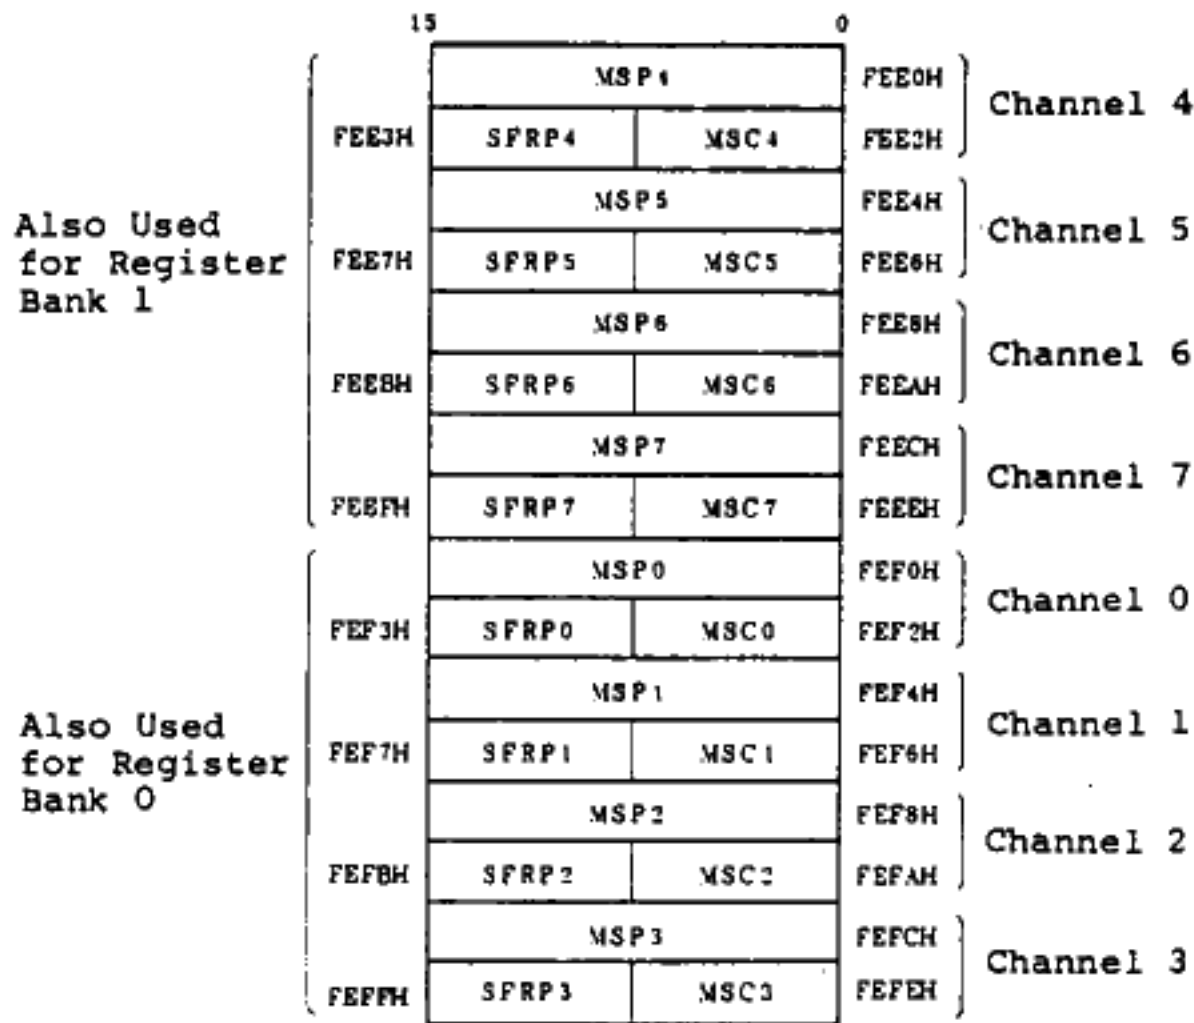 15 0
MSP4 FEE0H
Channel 4
FEE3H SFRP4 MSC4 FEE2H
MSP5 FEE4H
Also Used
for Register
Bank 1
Channel 5
FEE7H SFRP5 MSC5 FEE6H
MSP6 FEE8H
Channel 6
FEEBH SFRP6 MSC6 FEEAH
MSP7 FEECH
Channel 7
FEEFH SFRP7 MSC7 FEEEH
MSP0 FEF0H
Channel 0
FEF3H SFRP0 MSC0 FEF2H
MSP1 FEF4H
Also Used
for Register
Bank 0
Channel 1
FEF7H SFRP1 MSC1 FEF6H
MSP2 FEF8H
Channel 2
FEFBH SFRP2 MSC2 FEFAH
MSP3 FEFCH
Channel 3
FEFFH SFRP3 MSC3 FEFEH